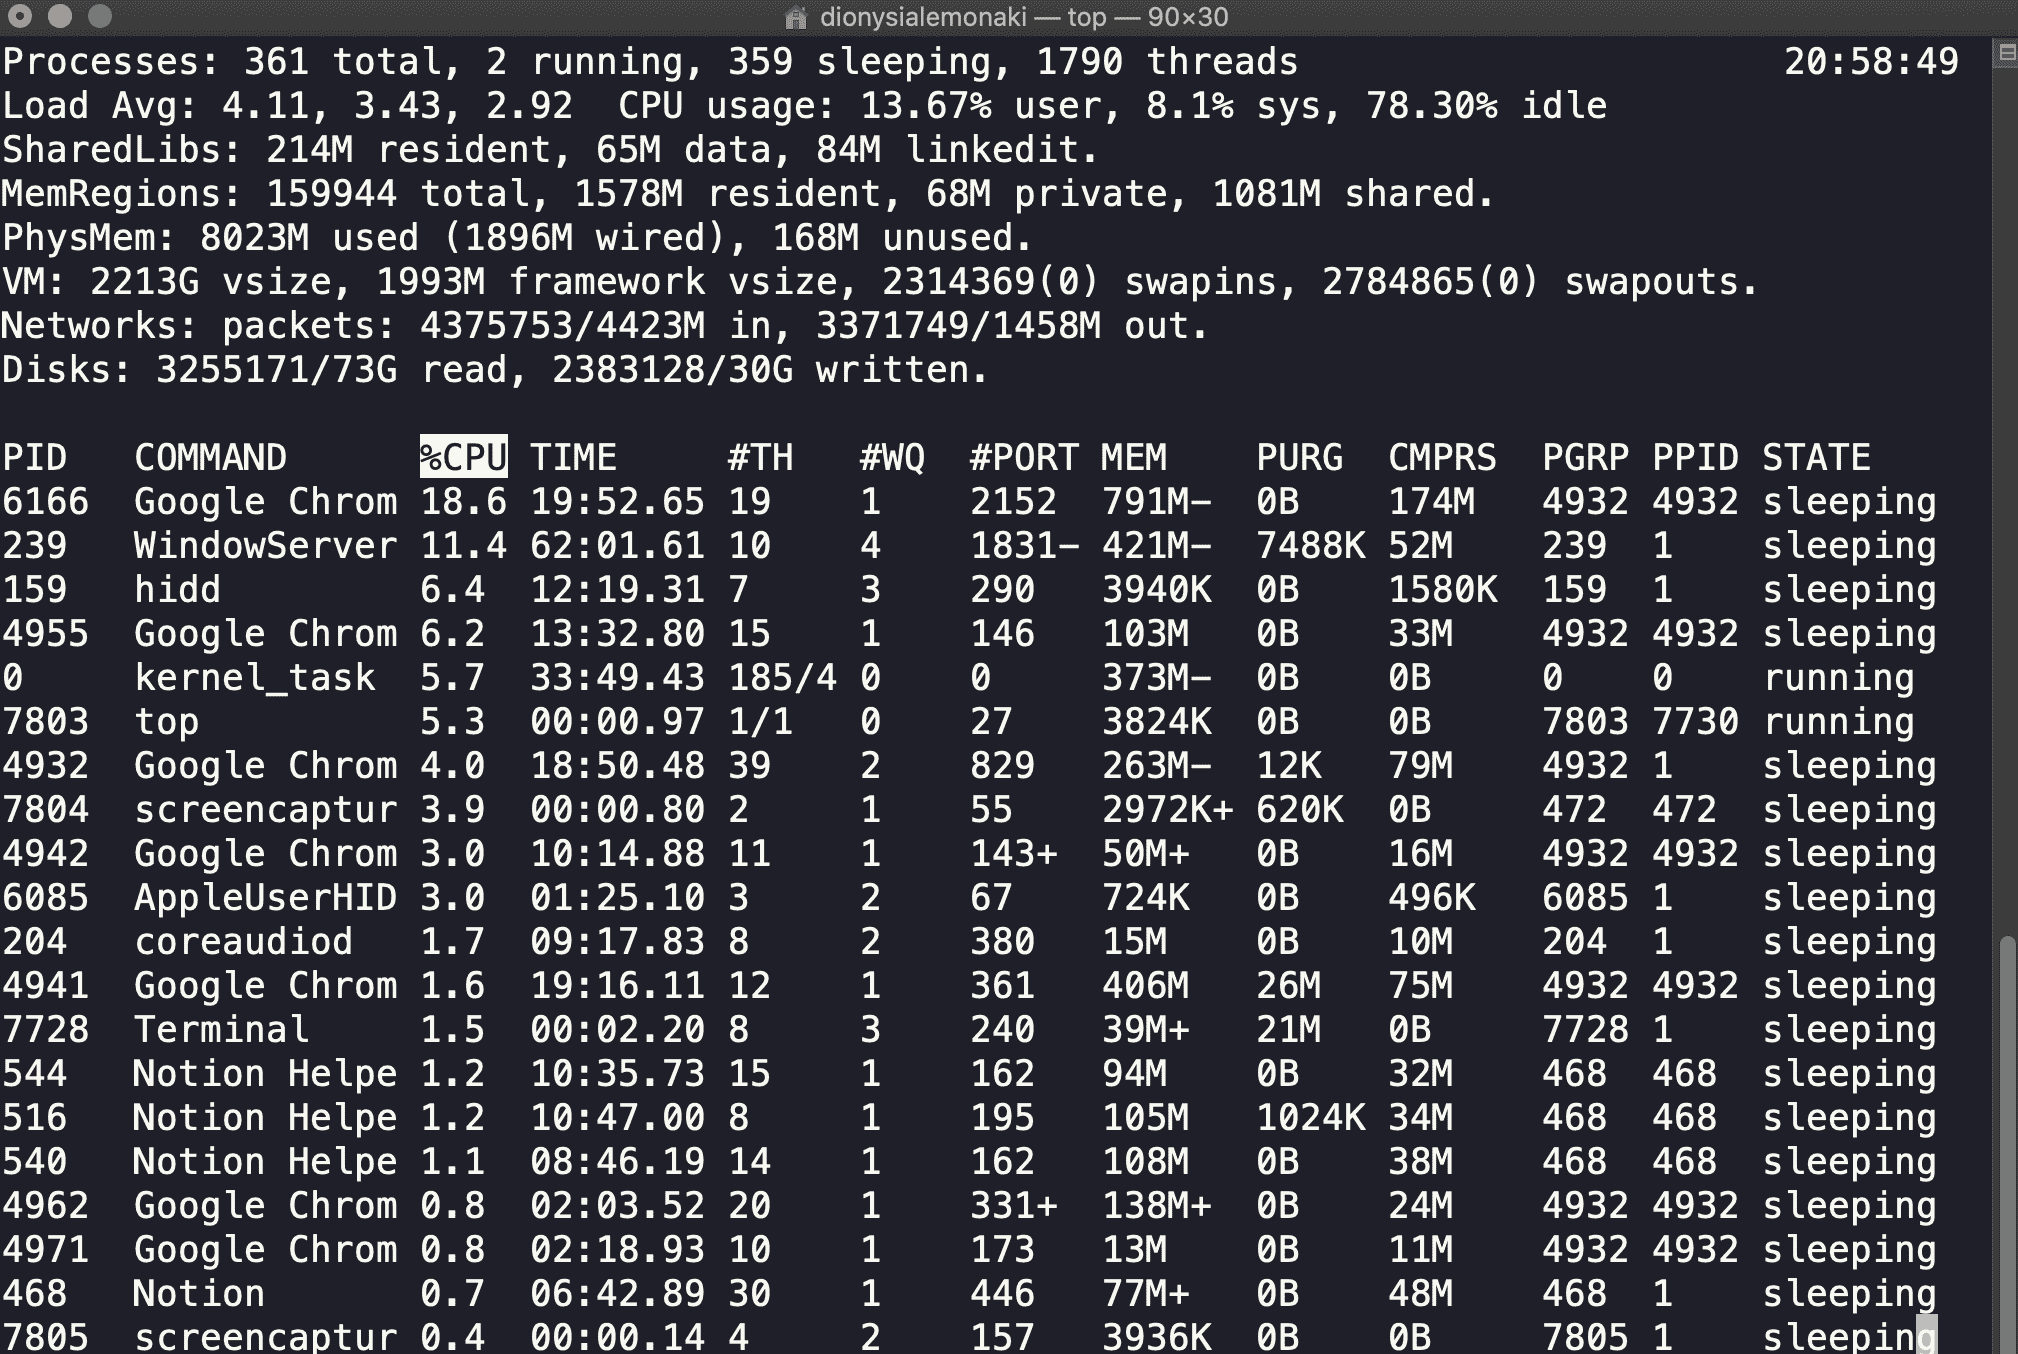 dionysialemonaki — top — 90×30
Processes: 361 total, 2 running, 359 sleeping, 1790 threads 20:58:49
Load Avg: 4.11, 3.43, 2.92  CPU usage: 13.67% user, 8.1% sys, 78.30% idle
SharedLibs: 214M resident, 65M data, 84M linkedit.
MemRegions: 159944 total, 1578M resident, 68M private, 1081M shared.
PhysMem: 8023M used (1896M wired), 168M unused.
VM: 2213G vsize, 1993M framework vsize, 2314369(0) swapins, 2784865(0) swapouts.
Networks: packets: 4375753/4423M in, 3371749/1458M out.
Disks: 3255171/73G read, 2383128/30G written.
PID COMMAND %CPU TIME #TH #WQ #PORT MEM PURG CMPRS PGRP PPID STATE
6166 Google Chrom 18.6 19:52.65 19 1 2152 791M- 0B 174M 4932 4932 sleeping
239 WindowServer 11.4 62:01.61 10 4 1831- 421M- 7488K 52M 239 1 sleeping
159 hidd 6.4 12:19.31 7 3 290 3940K 0B 1580K 159 1 sleeping
4955 Google Chrom 6.2 13:32.80 15 1 146 103M 0B 33M 4932 4932 sleeping
0 kernel_task 5.7 33:49.43 185/4 0 0 373M- 0B 0B 0 0 running
7803 top 5.3 00:00.97 1/1 0 27 3824K 0B 0B 7803 7730 running
4932 Google Chrom 4.0 18:50.48 39 2 829 263M- 12K 79M 4932 1 sleeping
7804 screencaptur 3.9 00:00.80 2 1 55 2972K+ 620K 0B 472 472 sleeping
4942 Google Chrom 3.0 10:14.88 11 1 143+ 50M+ 0B 16M 4932 4932 sleeping
6085 AppleUserHID 3.0 01:25.10 3 2 67 724K 0B 496K 6085 1 sleeping
204 coreaudiod 1.7 09:17.83 8 2 380 15M 0B 10M 204 1 sleeping
4941 Google Chrom 1.6 19:16.11 12 1 361 406M 26M 75M 4932 4932 sleeping
7728 Terminal 1.5 00:02.20 8 3 240 39M+ 21M 0B 7728 1 sleeping
544 Notion Helpe 1.2 10:35.73 15 1 162 94M 0B 32M 468 468 sleeping
516 Notion Helpe 1.2 10:47.00 8 1 195 105M 1024K 34M 468 468 sleeping
540 Notion Helpe 1.1 08:46.19 14 1 162 108M 0B 38M 468 468 sleeping
4962 Google Chrom 0.8 02:03.52 20 1 331+ 138M+ 0B 24M 4932 4932 sleeping
4971 Google Chrom 0.8 02:18.93 10 1 173 13M 0B 11M 4932 4932 sleeping
468 Notion 0.7 06:42.89 30 1 446 77M+ 0B 48M 468 1 sleeping
7805 screencaptur 0.4 00:00.14 4 2 157 3936K 0B 0B 7805 1 sleeping